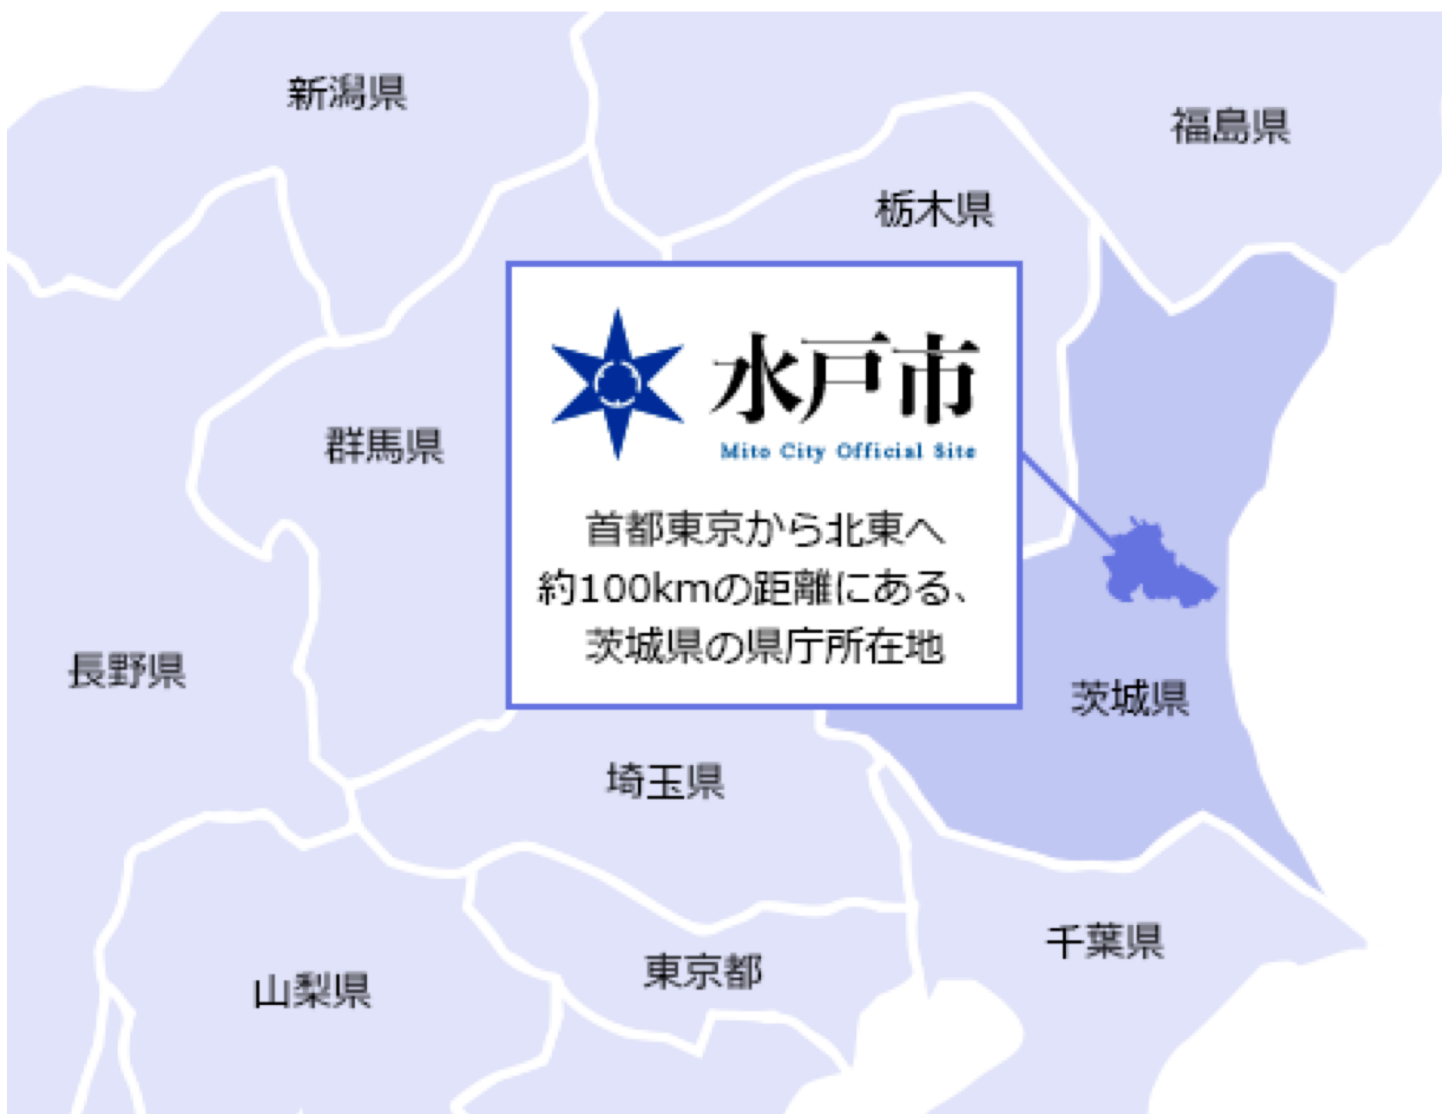 新潟県
福島県
栃木県
水戸市
Mito City Official Site
群馬県
首都東京から北東へ
約100kmの距離にある、
茨城県の県庁所在地
長野県
茨城県
埼玉県
千葉県
東京都
山梨県